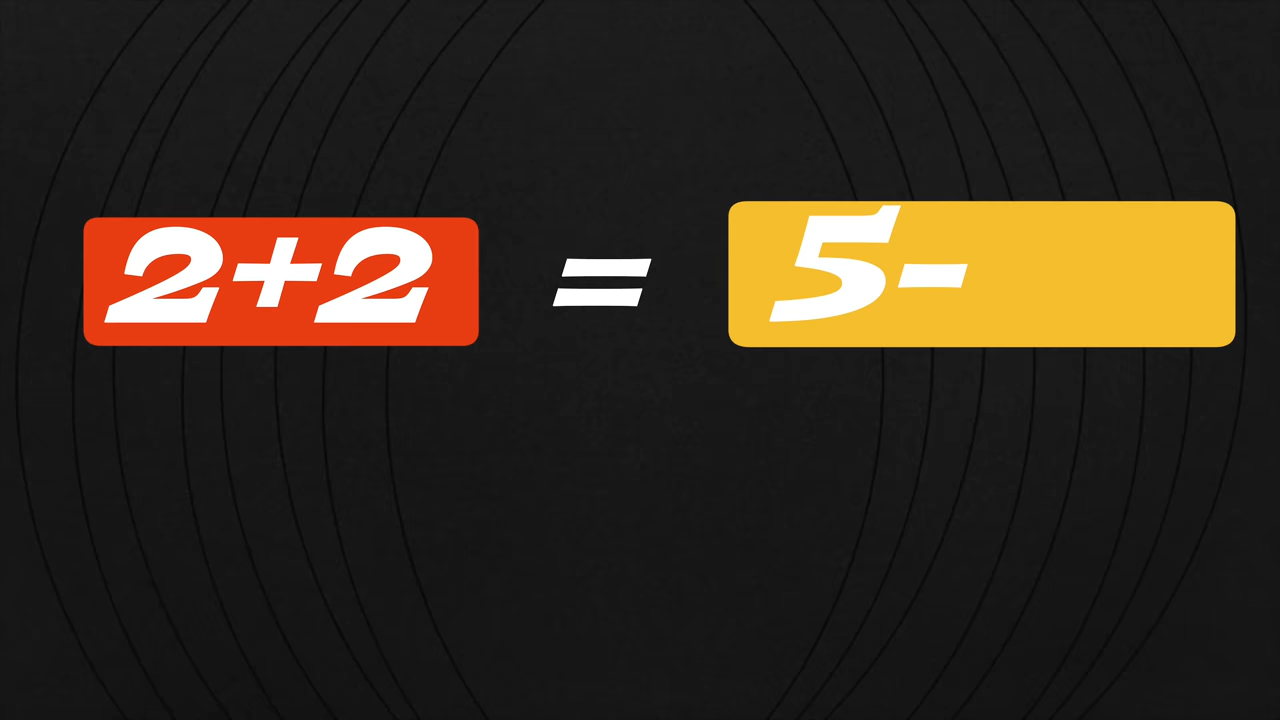 2+2 = 5-